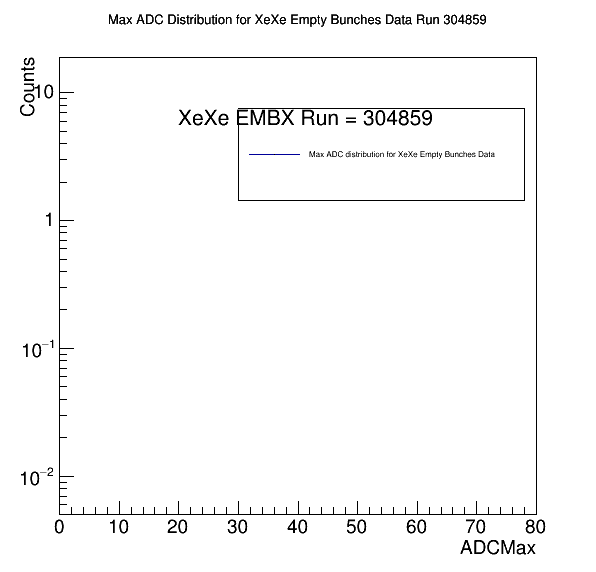 Max ADC Distribution for XeXe Empty Bunches Data Run 304859
Counts
10
XeXe EMBX Run = 304859
Max ADC distribution for XeXe Empty Bunches Data
1
10⁻¹
10⁻²
0 10 20 30 40 50 60 70 80
ADCMax